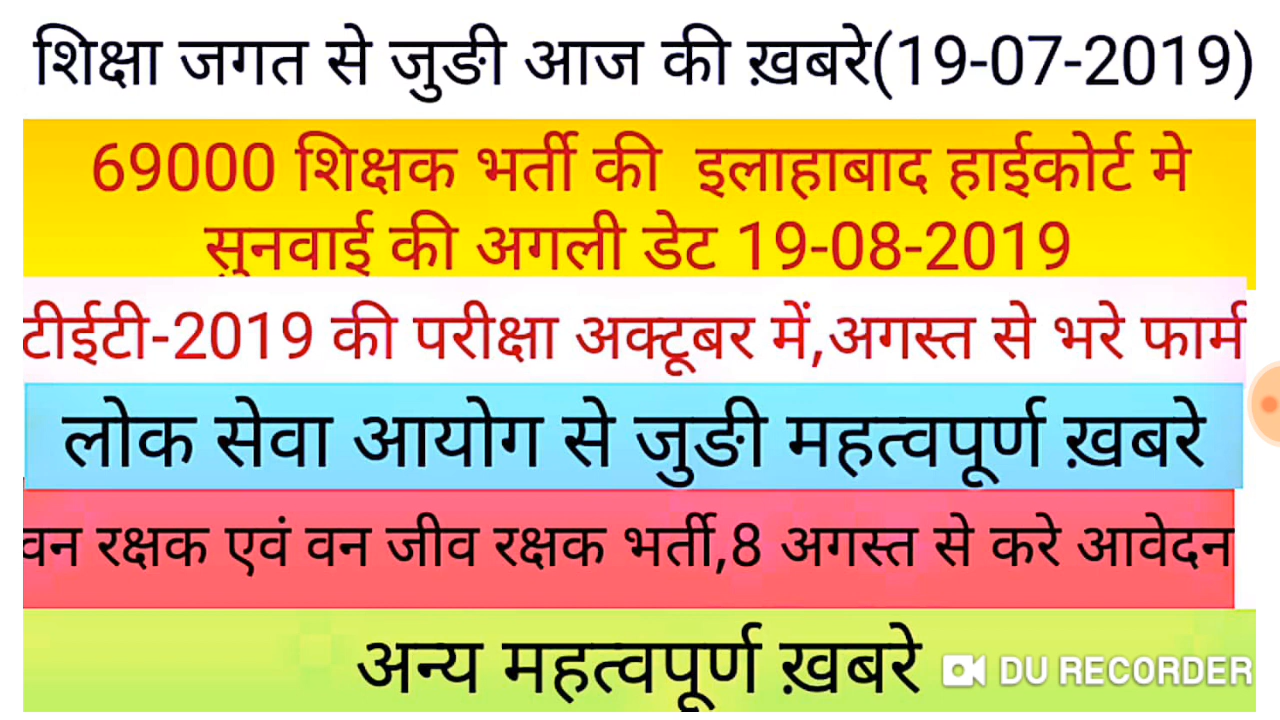 शिक्षा जगत से जुङी आज की ख़बरे(19-07-2019)
69000 शिक्षक भर्ती की इलाहाबाद हाईकोर्ट मे
सुनवाई की अगली डेट 19-08-2019
टीईटी-2019 की परीक्षा अक्टूबर में,अगस्त से भरे फार्म
लोक सेवा आयोग से जुङी महत्वपूर्ण ख़बरे
वन रक्षक एवं वन जीव रक्षक भर्ती,8 अगस्त से करे आवेदन
अन्य महत्वपूर्ण ख़बरे
DU RECORDER